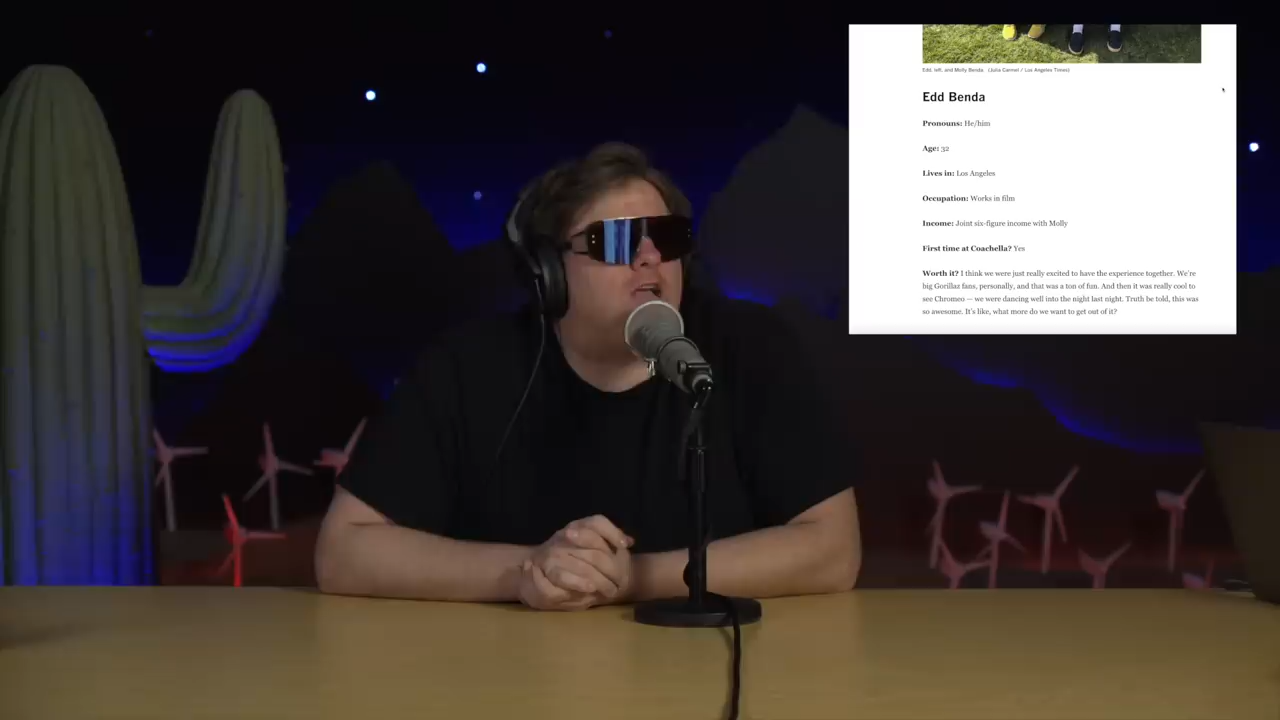 Edd, left, and Molly Benda (Julia Carmel / Los Angeles Times)
Edd Benda
Pronouns: He/him
Age: 32
Lives in: Los Angeles
Occupation: Works in film
Income: Joint six-figure income with Molly
First time at Coachella? Yes
Worth it? I think we were just really excited to have the experience together. We're
big Gorillaz fans, personally, and that was a ton of fun. And then it was really cool to
see Chromeo — we were dancing well into the night last night. Truth be told, this was
so awesome. It's like, what more do we want to get out of it?